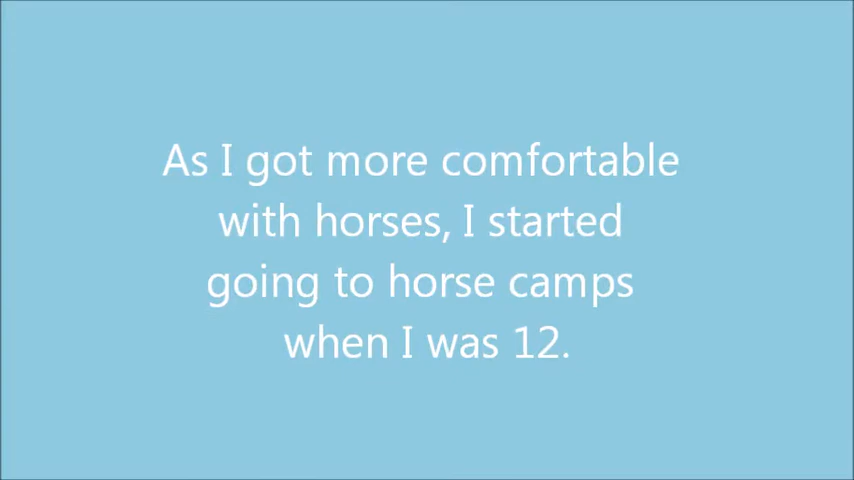 As I got more comfortable
with horses, I started
going to horse camps
when I was 12.